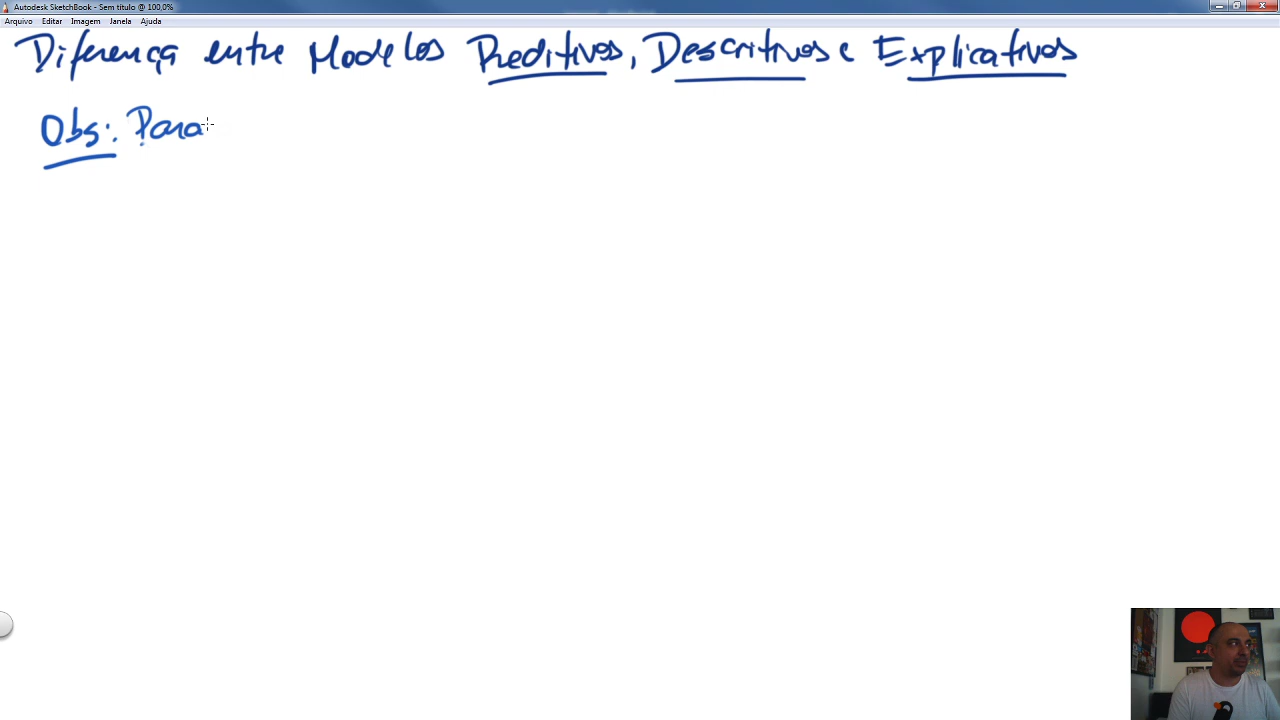 Autodesk SketchBook - Sem título @ 100,0%
Arquivo Editar Imagem Janela Ajuda
Diferença entre Modelos Preditivos, Descritivos e Explicativos
Obs: Para